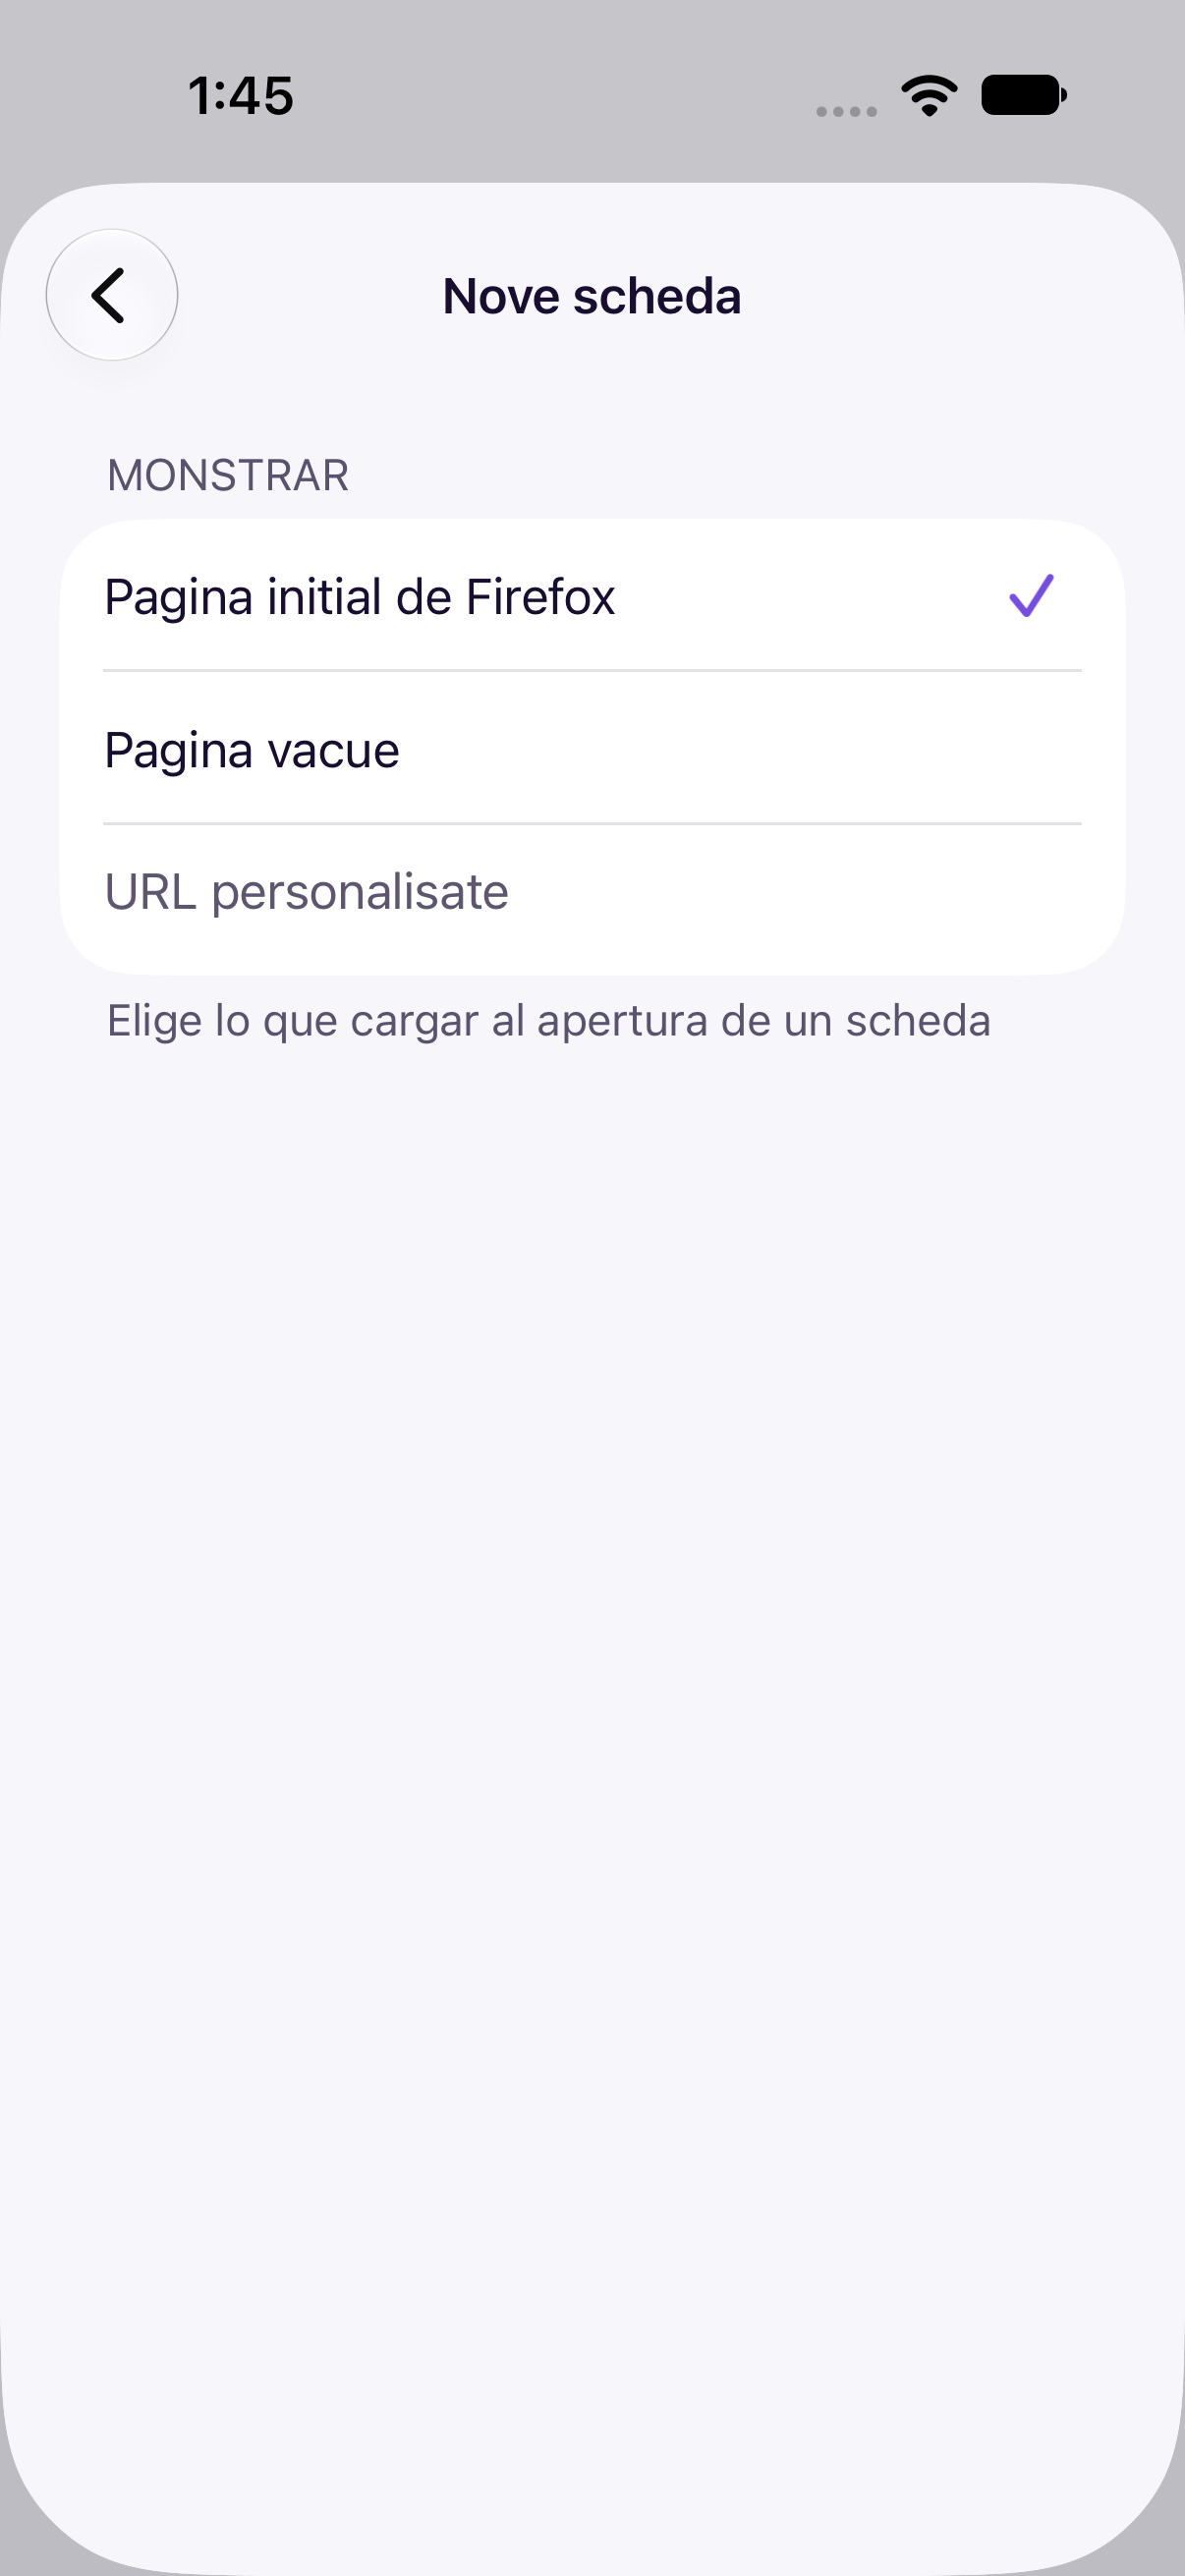 1:45
Nove scheda
MONSTRAR
Pagina initial de Firefox
Pagina vacue
URL personalisate
Elige lo que cargar al apertura de un scheda